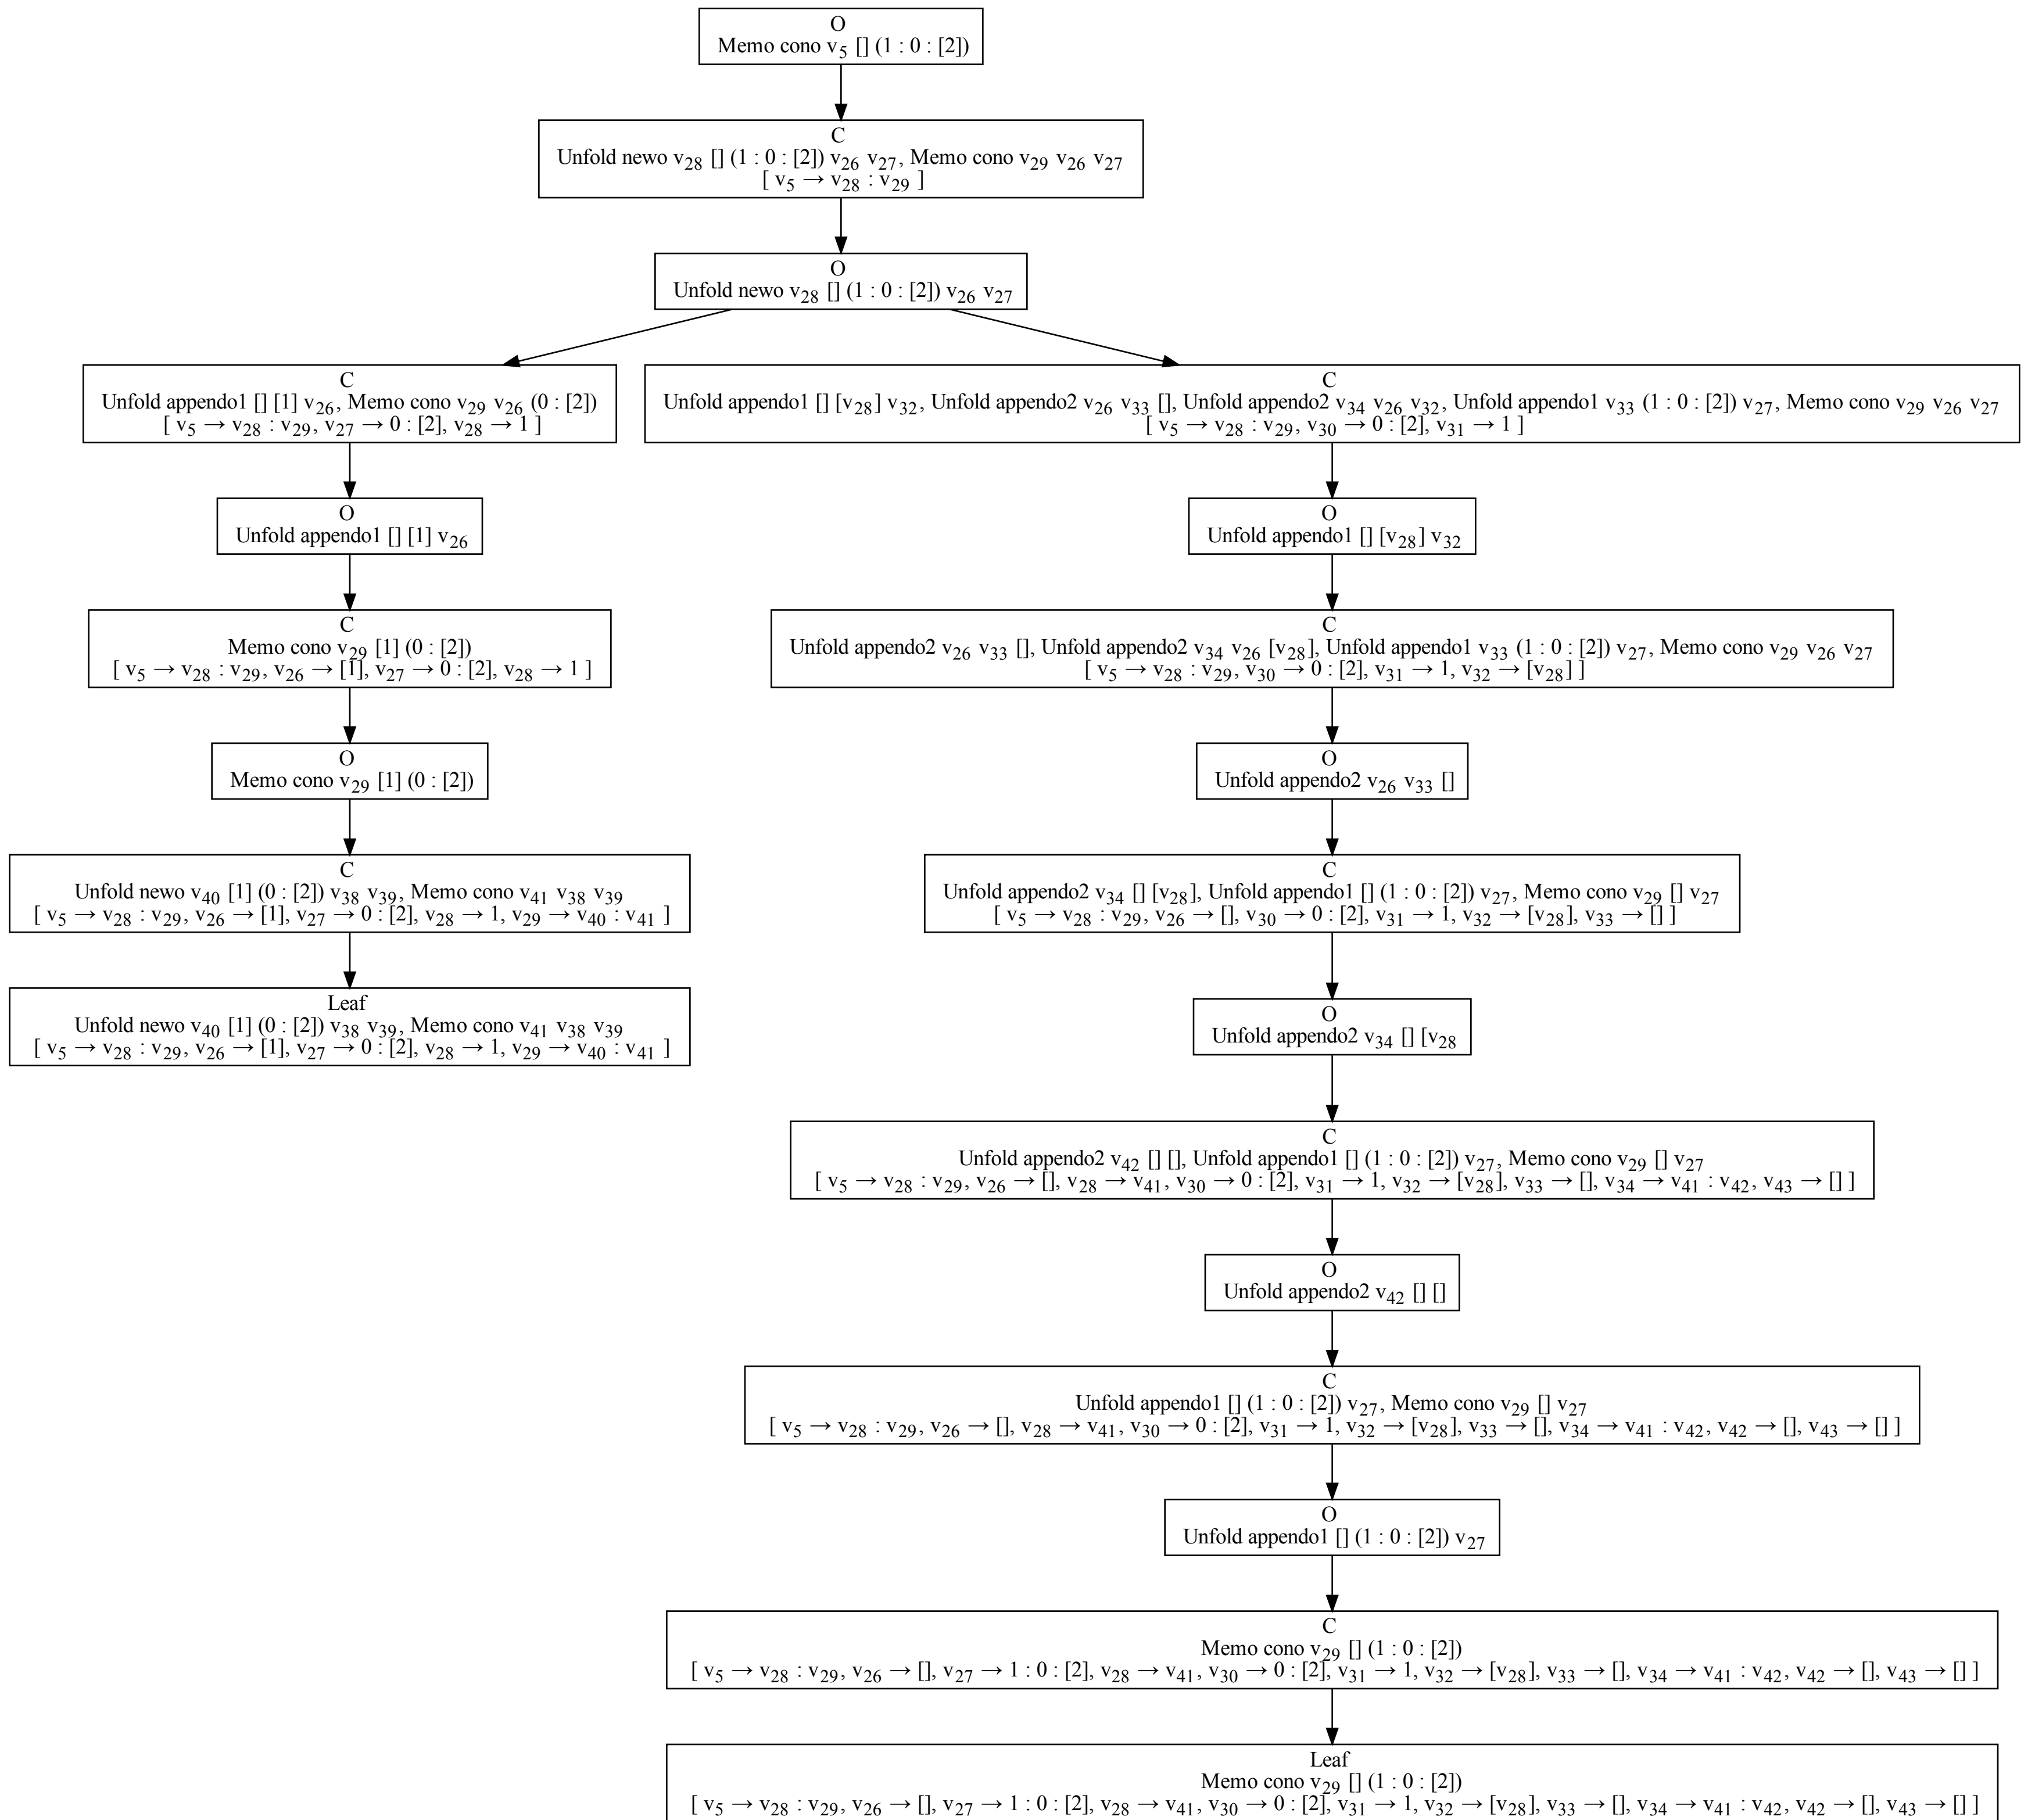 O
Memo cono v₅ [] (1 : 0 : [2])
C
Unfold newo v₂₈ [] (1 : 0 : [2]) v₂₆ v₂₇, Memo cono v₂₉ v₂₆ v₂₇
[ v₅ → v₂₈ : v₂₉ ]
O
Unfold newo v₂₈ [] (1 : 0 : [2]) v₂₆ v₂₇
C
Unfold appendo1 [] [1] v₂₆, Memo cono v₂₉ v₂₆ (0 : [2])
[ v₅ → v₂₈ : v₂₉, v₂₇ → 0 : [2], v₂₈ → 1 ]
O
Unfold appendo1 [] [1] v₂₆
C
Memo cono v₂₉ [1] (0 : [2])
[ v₅ → v₂₈ : v₂₉, v₂₆ → [1], v₂₇ → 0 : [2], v₂₈ → 1 ]
O
Memo cono v₂₉ [1] (0 : [2])
C
Unfold newo v₄₀ [1] (0 : [2]) v₃₈ v₃₉, Memo cono v₄₁ v₃₈ v₃₉
[ v₅ → v₂₈ : v₂₉, v₂₆ → [1], v₂₇ → 0 : [2], v₂₈ → 1, v₂₉ → v₄₀ : v₄₁ ]
Leaf
Unfold newo v₄₀ [1] (0 : [2]) v₃₈ v₃₉, Memo cono v₄₁ v₃₈ v₃₉
[ v₅ → v₂₈ : v₂₉, v₂₆ → [1], v₂₇ → 0 : [2], v₂₈ → 1, v₂₉ → v₄₀ : v₄₁ ]
C
Unfold appendo1 [] [v₂₈] v₃₂, Unfold appendo2 v₂₆ v₃₃ [], Unfold appendo2 v₃₄ v₂₆ v₃₂, Unfold appendo1 v₃₃ (1 : 0 : [2]) v₂₇, Memo cono v₂₉ v₂₆ v₂₇
[ v₅ → v₂₈ : v₂₉, v₃₀ → 0 : [2], v₃₁ → 1 ]
O
Unfold appendo1 [] [v₂₈] v₃₂
C
Unfold appendo2 v₂₆ v₃₃ [], Unfold appendo2 v₃₄ v₂₆ [v₂₈], Unfold appendo1 v₃₃ (1 : 0 : [2]) v₂₇, Memo cono v₂₉ v₂₆ v₂₇
[ v₅ → v₂₈ : v₂₉, v₃₀ → 0 : [2], v₃₁ → 1, v₃₂ → [v₂₈] ]
O
Unfold appendo2 v₂₆ v₃₃ []
C
Unfold appendo2 v₃₄ [] [v₂₈], Unfold appendo1 [] (1 : 0 : [2]) v₂₇, Memo cono v₂₉ [] v₂₇
[ v₅ → v₂₈ : v₂₉, v₂₆ → [], v₃₀ → 0 : [2], v₃₁ → 1, v₃₂ → [v₂₈], v₃₃ → [] ]
O
Unfold appendo2 v₃₄ [] [v₂₈
C
Unfold appendo2 v₄₂ [] [], Unfold appendo1 [] (1 : 0 : [2]) v₂₇, Memo cono v₂₉ [] v₂₇
[ v₅ → v₂₈ : v₂₉, v₂₆ → [], v₂₈ → v₄₁, v₃₀ → 0 : [2], v₃₁ → 1, v₃₂ → [v₂₈], v₃₃ → [], v₃₄ → v₄₁ : v₄₂, v₄₃ → [] ]
O
Unfold appendo2 v₄₂ [] []
C
Unfold appendo1 [] (1 : 0 : [2]) v₂₇, Memo cono v₂₉ [] v₂₇
[ v₅ → v₂₈ : v₂₉, v₂₆ → [], v₂₈ → v₄₁, v₃₀ → 0 : [2], v₃₁ → 1, v₃₂ → [v₂₈], v₃₃ → [], v₃₄ → v₄₁ : v₄₂, v₄₂ → [], v₄₃ → [] ]
O
Unfold appendo1 [] (1 : 0 : [2]) v₂₇
C
Memo cono v₂₉ [] (1 : 0 : [2])
[ v₅ → v₂₈ : v₂₉, v₂₆ → [], v₂₇ → 1 : 0 : [2], v₂₈ → v₄₁, v₃₀ → 0 : [2], v₃₁ → 1, v₃₂ → [v₂₈], v₃₃ → [], v₃₄ → v₄₁ : v₄₂, v₄₂ → [], v₄₃ → [] ]
Leaf
Memo cono v₂₉ [] (1 : 0 : [2])
[ v₅ → v₂₈ : v₂₉, v₂₆ → [], v₂₇ → 1 : 0 : [2], v₂₈ → v₄₁, v₃₀ → 0 : [2], v₃₁ → 1, v₃₂ → [v₂₈], v₃₃ → [], v₃₄ → v₄₁ : v₄₂, v₄₂ → [], v₄₃ → [] ]